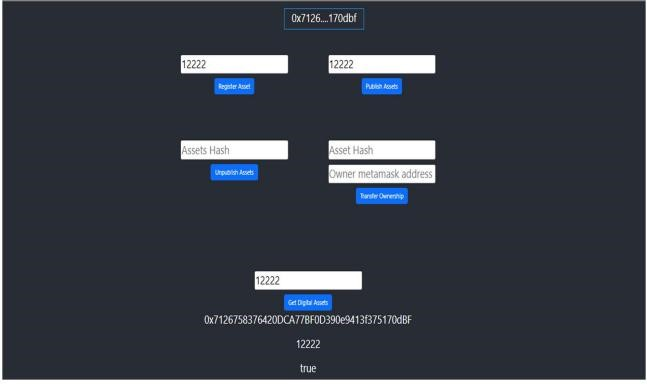 0x7126....170dbf
12222 12222
Register Asset Publish Assets
Assets Hash Asset Hash
Unpublish Assets Owner metamask address
Transfer Ownership
12222
Get Digital Assets
0x7126758376420DCA77BF0D390e9413f375170dBF
12222
true